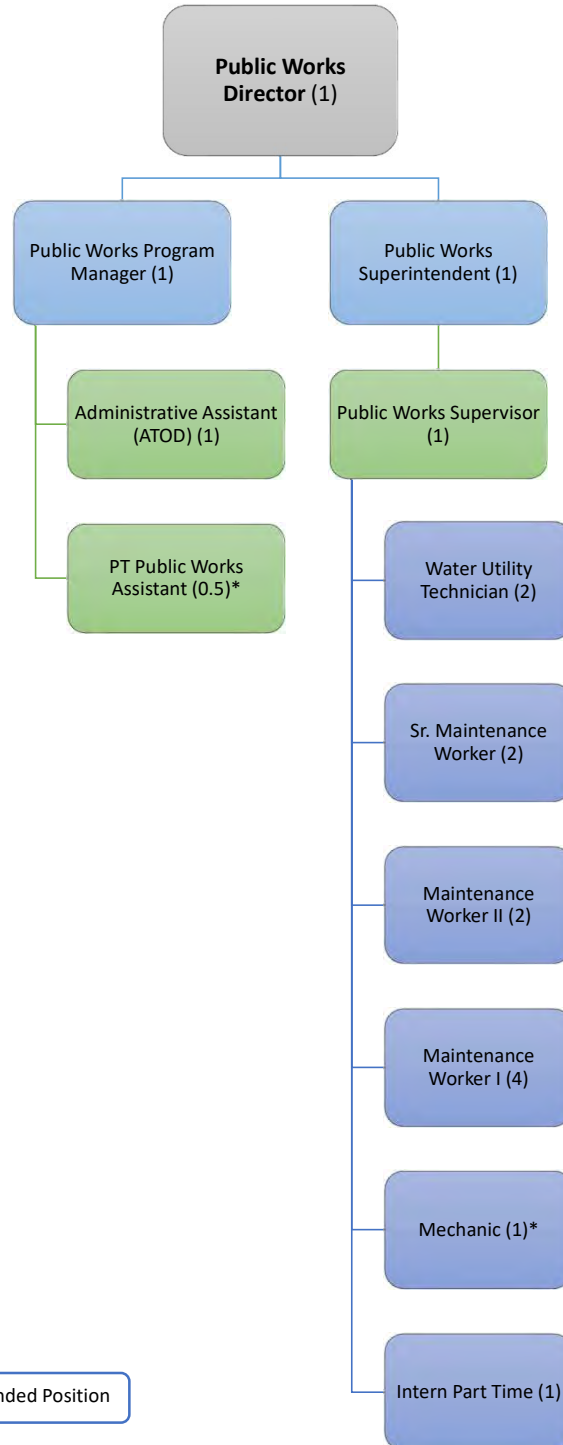 Public Works
Director (1)
Public Works Program
Manager (1)
Public Works
Superintendent (1)
Administrative Assistant
(ATOD) (1)
Public Works Supervisor
(1)
PT Public Works
Assistant (0.5)*
Water Utility
Technician (2)
Sr. Maintenance
Worker (2)
Maintenance
Worker II (2)
Maintenance
Worker I (4)
Mechanic (1)*
Intern Part Time (1)
Position